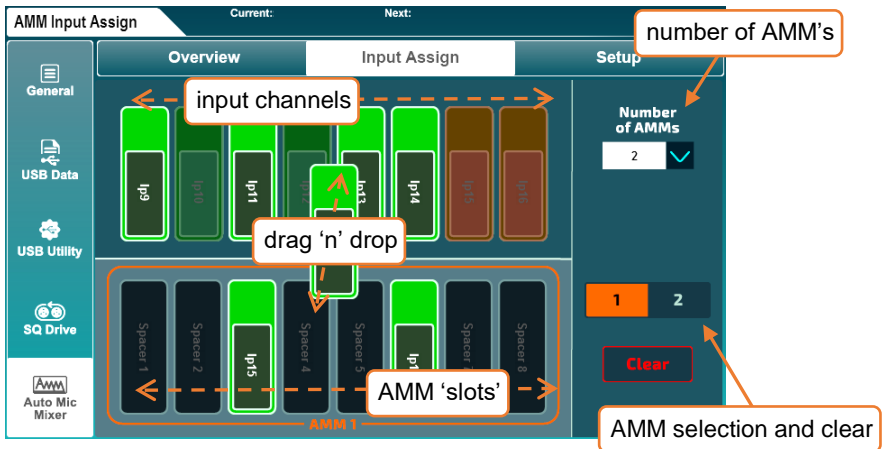 AMM Input Assign
Current:
Next:
number of AMM's
Overview
Input Assign
Setup
General
USB Data
USB Utility
SQ Drive
Auto Mic
Mixer
input channels
Ip9
Ip10
Ip11
Ip12
Ip13
Ip14
Ip15
Ip16
Number
of AMMs
2
drag ‘n’ drop
Spacer 1
Spacer 2
Ip15
Spacer 4
Spacer 5
Spacer 8
AMM ‘slots’
AMM 1
1
2
Clear
AMM selection and clear